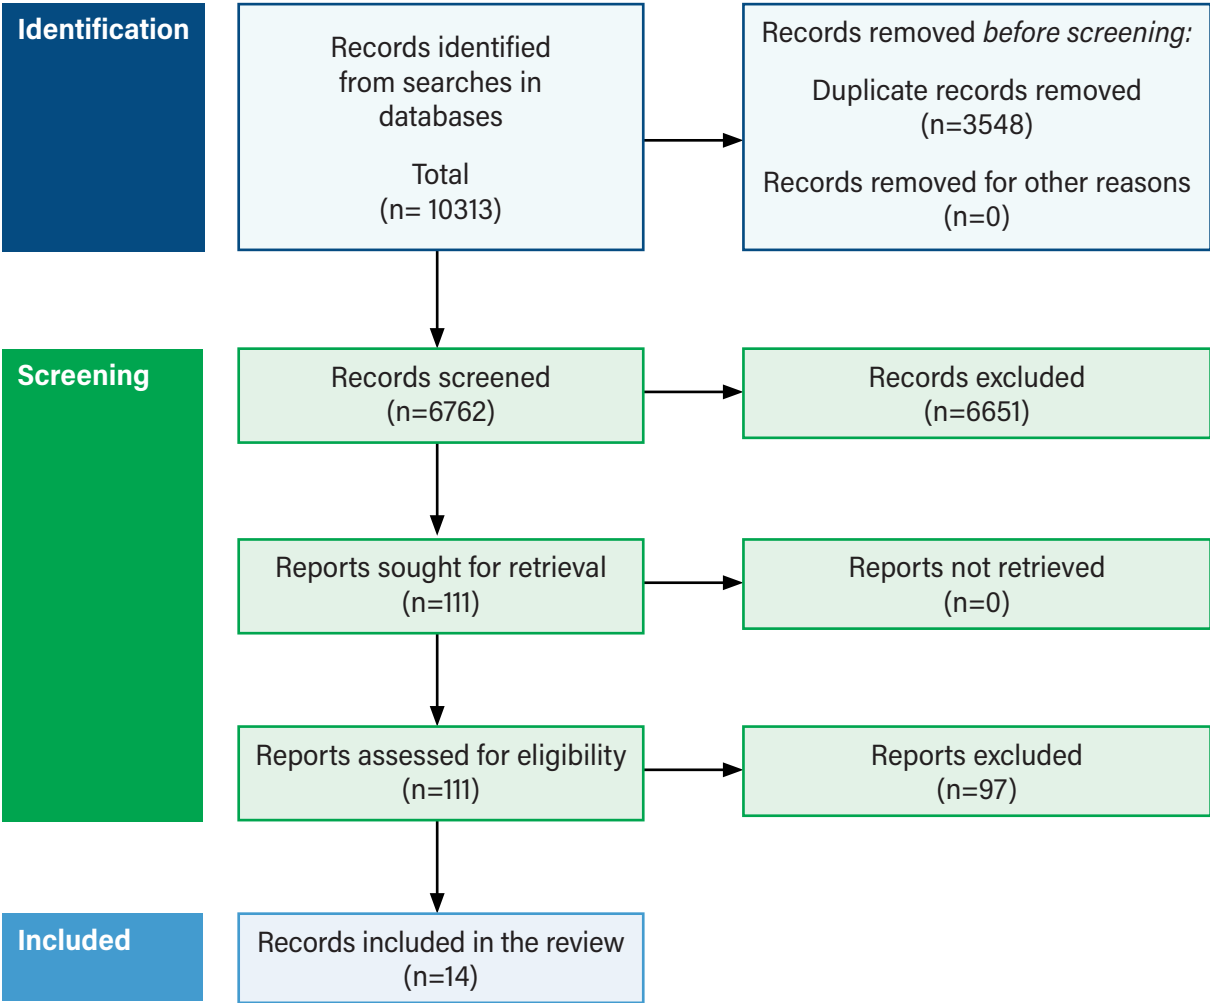 Identification
Records identified
from searches in
databases
Total
(n= 10313)
Records removed before screening:
Duplicate records removed
(n=3548)
Records removed for other reasons
(n=0)
Screening
Records screened
(n=6762)
Records excluded
(n=6651)
Reports sought for retrieval
(n=111)
Reports not retrieved
(n=0)
Reports assessed for eligibility
(n=111)
Reports excluded
(n=97)
Included
Records included in the review
(n=14)